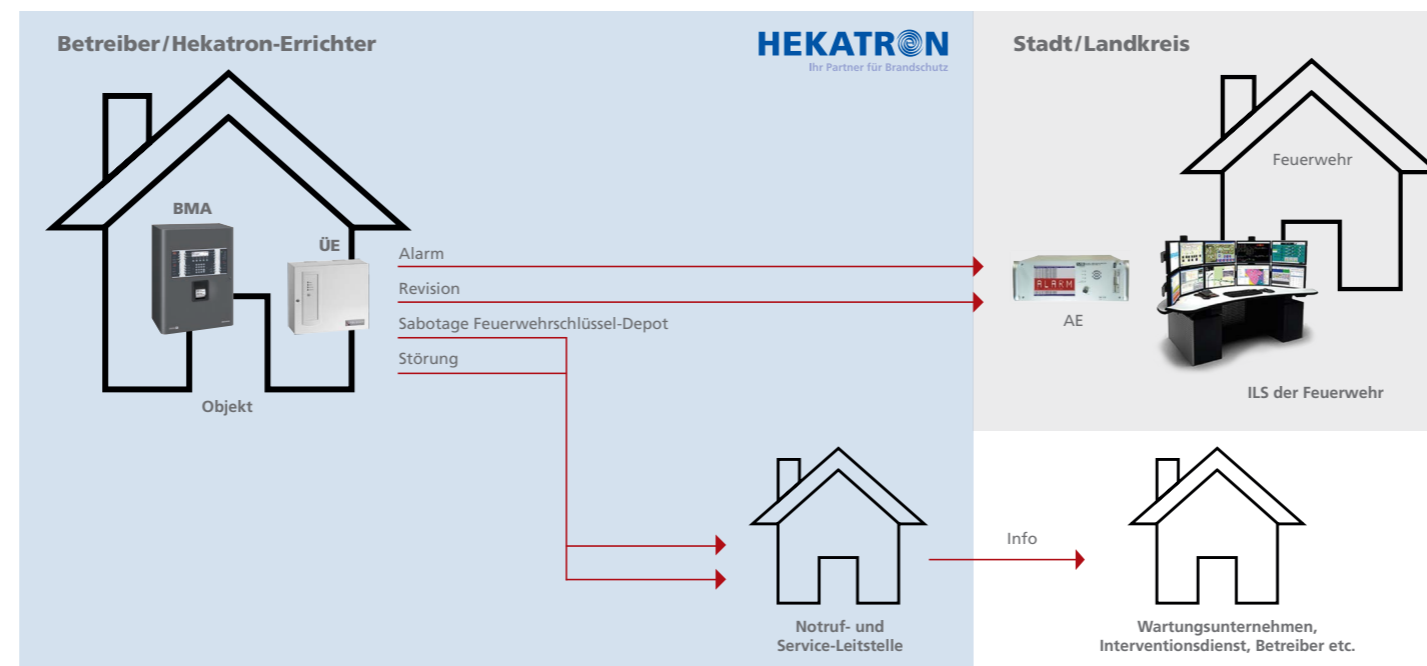 Betreiber/Hekatron-Errichter
HEKATRON
Ihr Partner für Brandschutz
Stadt/Landkreis
Feuerwehr
BMA
ÜE
Alarm
Revision
Sabotage Feuerwehrschlüssel-Depot
Störung
ALARM
AE
Objekt
ILS der Feuerwehr
Info
Notruf- und
Service-Leitstelle
Wartungsunternehmen,
Interventionsdienst, Betreiber etc.